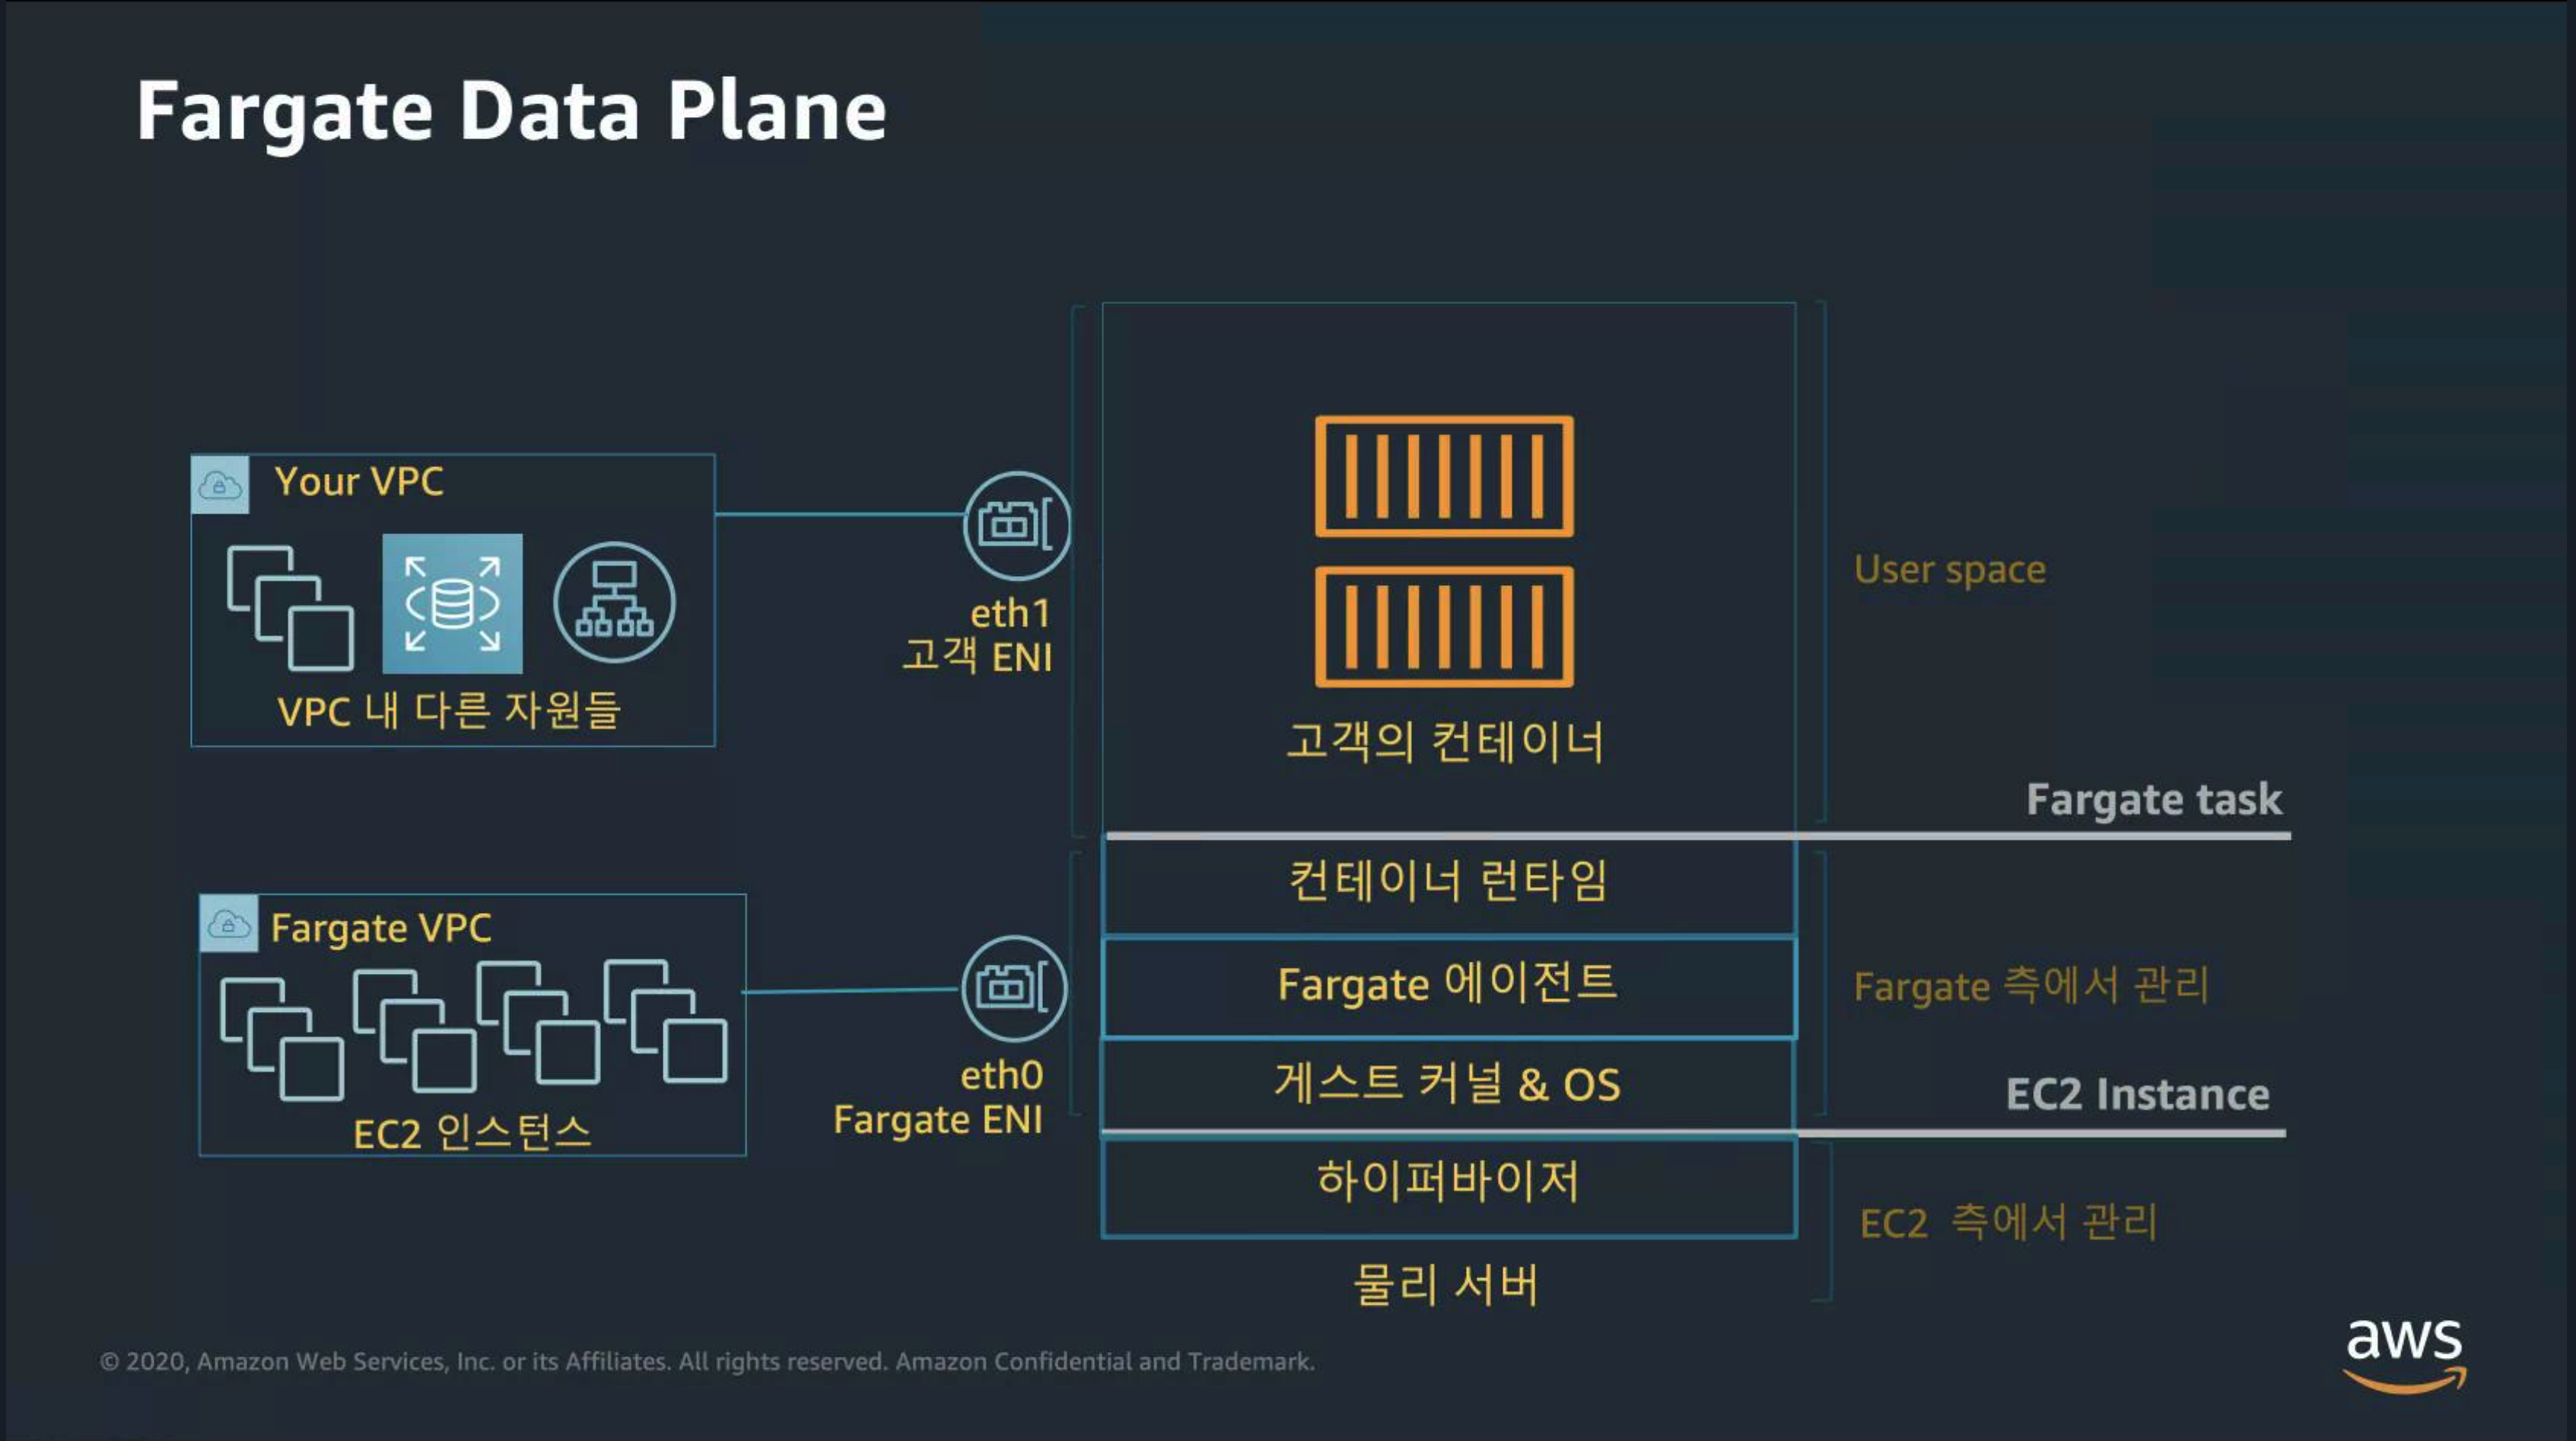 Fargate Data Plane
Your VPC
VPC 내 다른 자원들
eth1
고객 ENI
고객의 컨테이너
User space
Fargate task
컨테이너 런타임
Fargate VPC
EC2 인스턴스
eth0
Fargate ENI
Fargate 에이전트
Fargate 측에서 관리
게스트 커널 & OS
EC2 Instance
하이퍼바이저
EC2 측에서 관리
물리 서버
© 2020, Amazon Web Services, Inc. or its Affiliates. All rights reserved. Amazon Confidential and Trademark.
aws